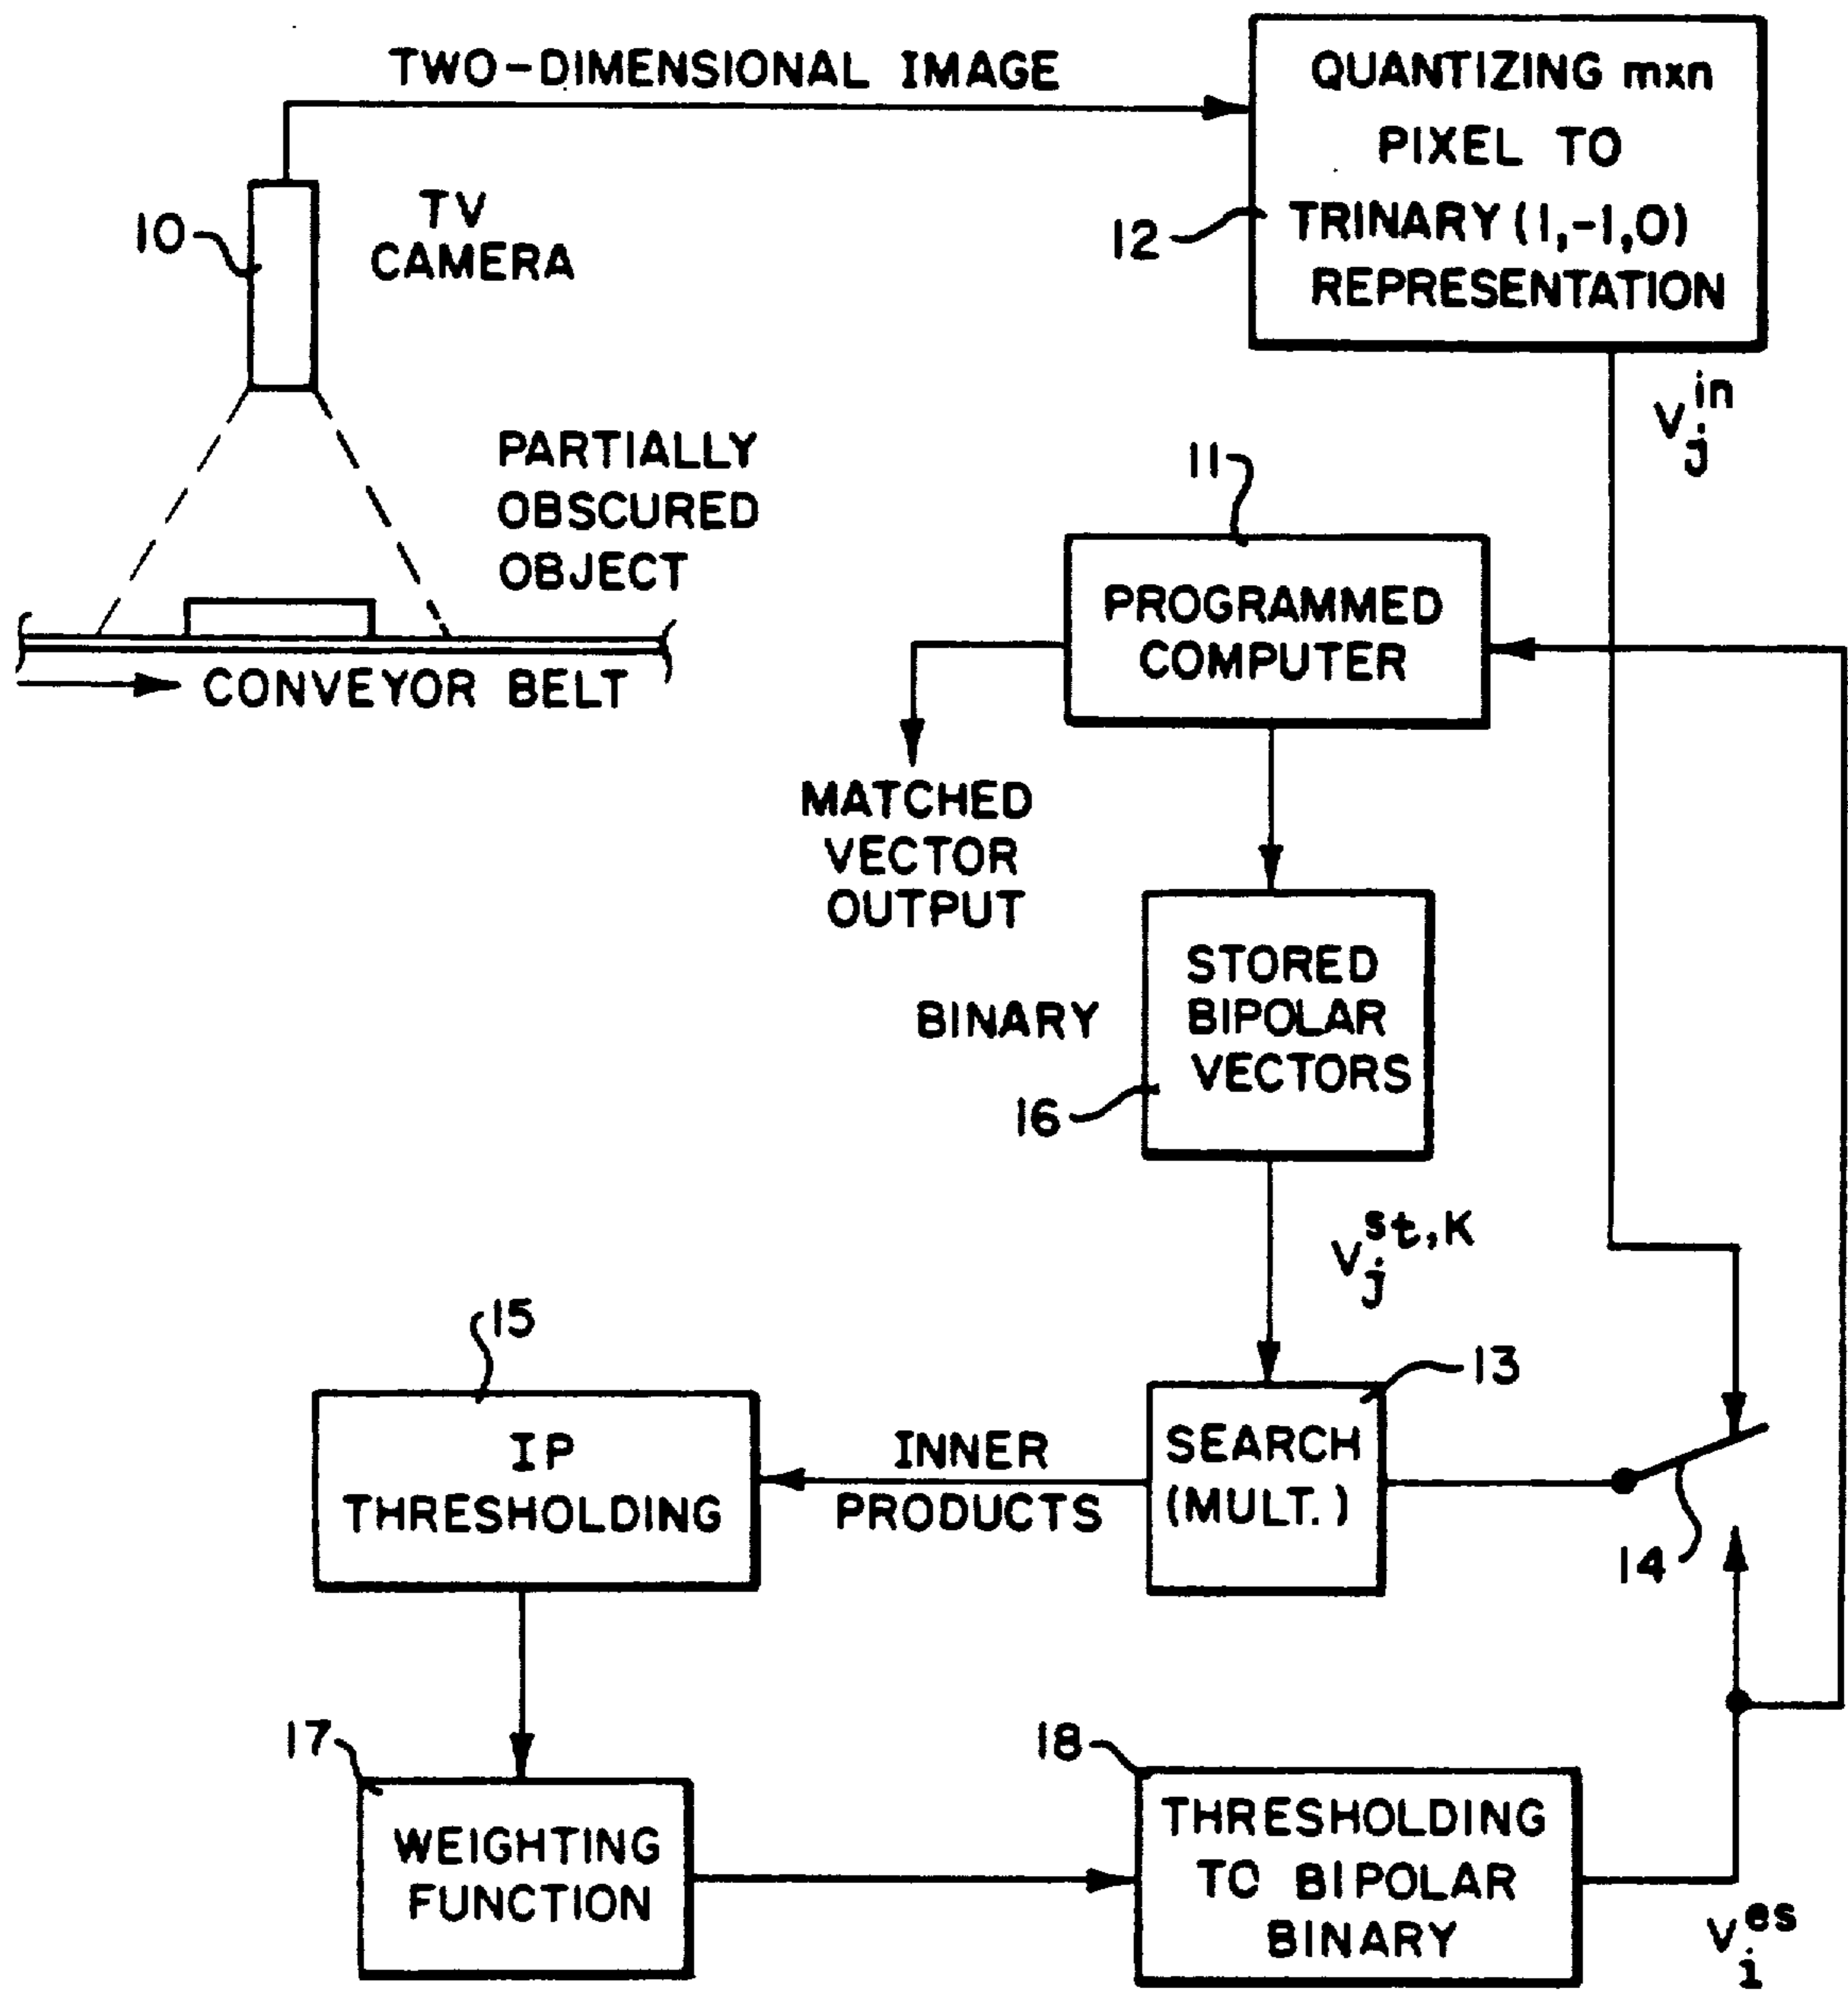 TWO-DIMENSIONAL IMAGE
QUANTIZING mxn
PIXEL TO
TRINARY (1,-1,0)
REPRESENTATION
12
10
TV
CAMERA
V_j^in
PARTIALLY
OBSCURED
OBJECT
CONVEYOR BELT
11
PROGRAMMED
COMPUTER
MATCHED
VECTOR
OUTPUT
BINARY
STORED
BIPOLAR
VECTORS
16
V_j^st,K
15
IP
THRESHOLDING
INNER
PRODUCTS
13
SEARCH
(MULT.)
14
17
WEIGHTING
FUNCTION
18
THRESHOLDING
TO BIPOLAR
BINARY
V_i^es